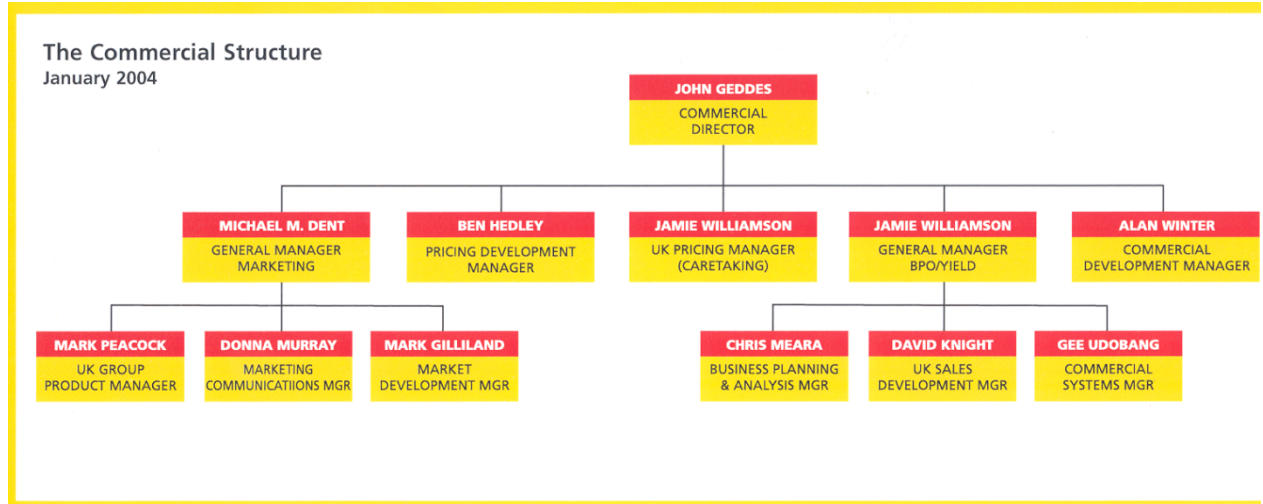 The Commercial Structure
January 2004
JOHN GEDDES
COMMERCIAL
DIRECTOR
MICHAEL M. DENT
GENERAL MANAGER
MARKETING
BEN HEDLEY
PRICING DEVELOPMENT
MANAGER
JAMIE WILLIAMSON
UK PRICING MANAGER
(CARETAKING)
JAMIE WILLIAMSON
GENERAL MANAGER
BPO/YIELD
ALAN WINTER
COMMERCIAL
DEVELOPMENT MANAGER
MARK PEACOCK
UK GROUP
PRODUCT MANAGER
DONNA MURRAY
MARKETING
COMMUNICATIIONS MGR
MARK GILLILAND
MARKET
DEVELOPMENT MGR
CHRIS MEARA
BUSINESS PLANNING
& ANALYSIS MGR
DAVID KNIGHT
UK SALES
DEVELOPMENT MGR
GEE UDOBANG
COMMERCIAL
SYSTEMS MGR